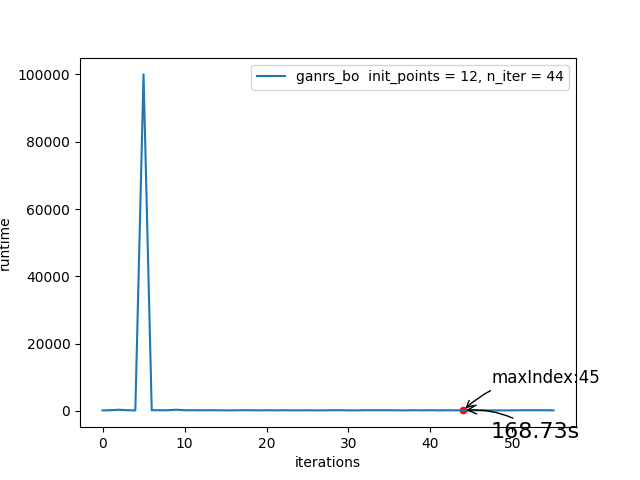 ganrs_bo  init_points = 12, n_iter = 44
100000
80000
60000
40000
20000
0
runtime
maxIndex:45
168.73s
0
10
20
30
40
50
iterations